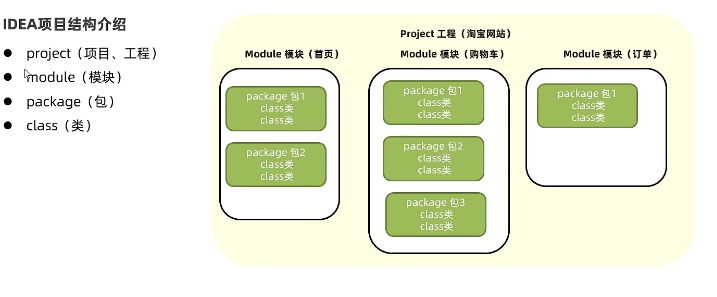 IDEA项目结构介绍
● project（项目、工程）
● module（模块）
● package（包）
● class（类）
Project 工程（淘宝网站）
Module 模块（首页）
package 包1
class类
class类
package 包2
class类
class类
Module 模块（购物车）
package 包1
class类
class类
package 包2
class类
class类
package 包3
class类
class类
Module 模块（订单）
package 包1
class类
class类